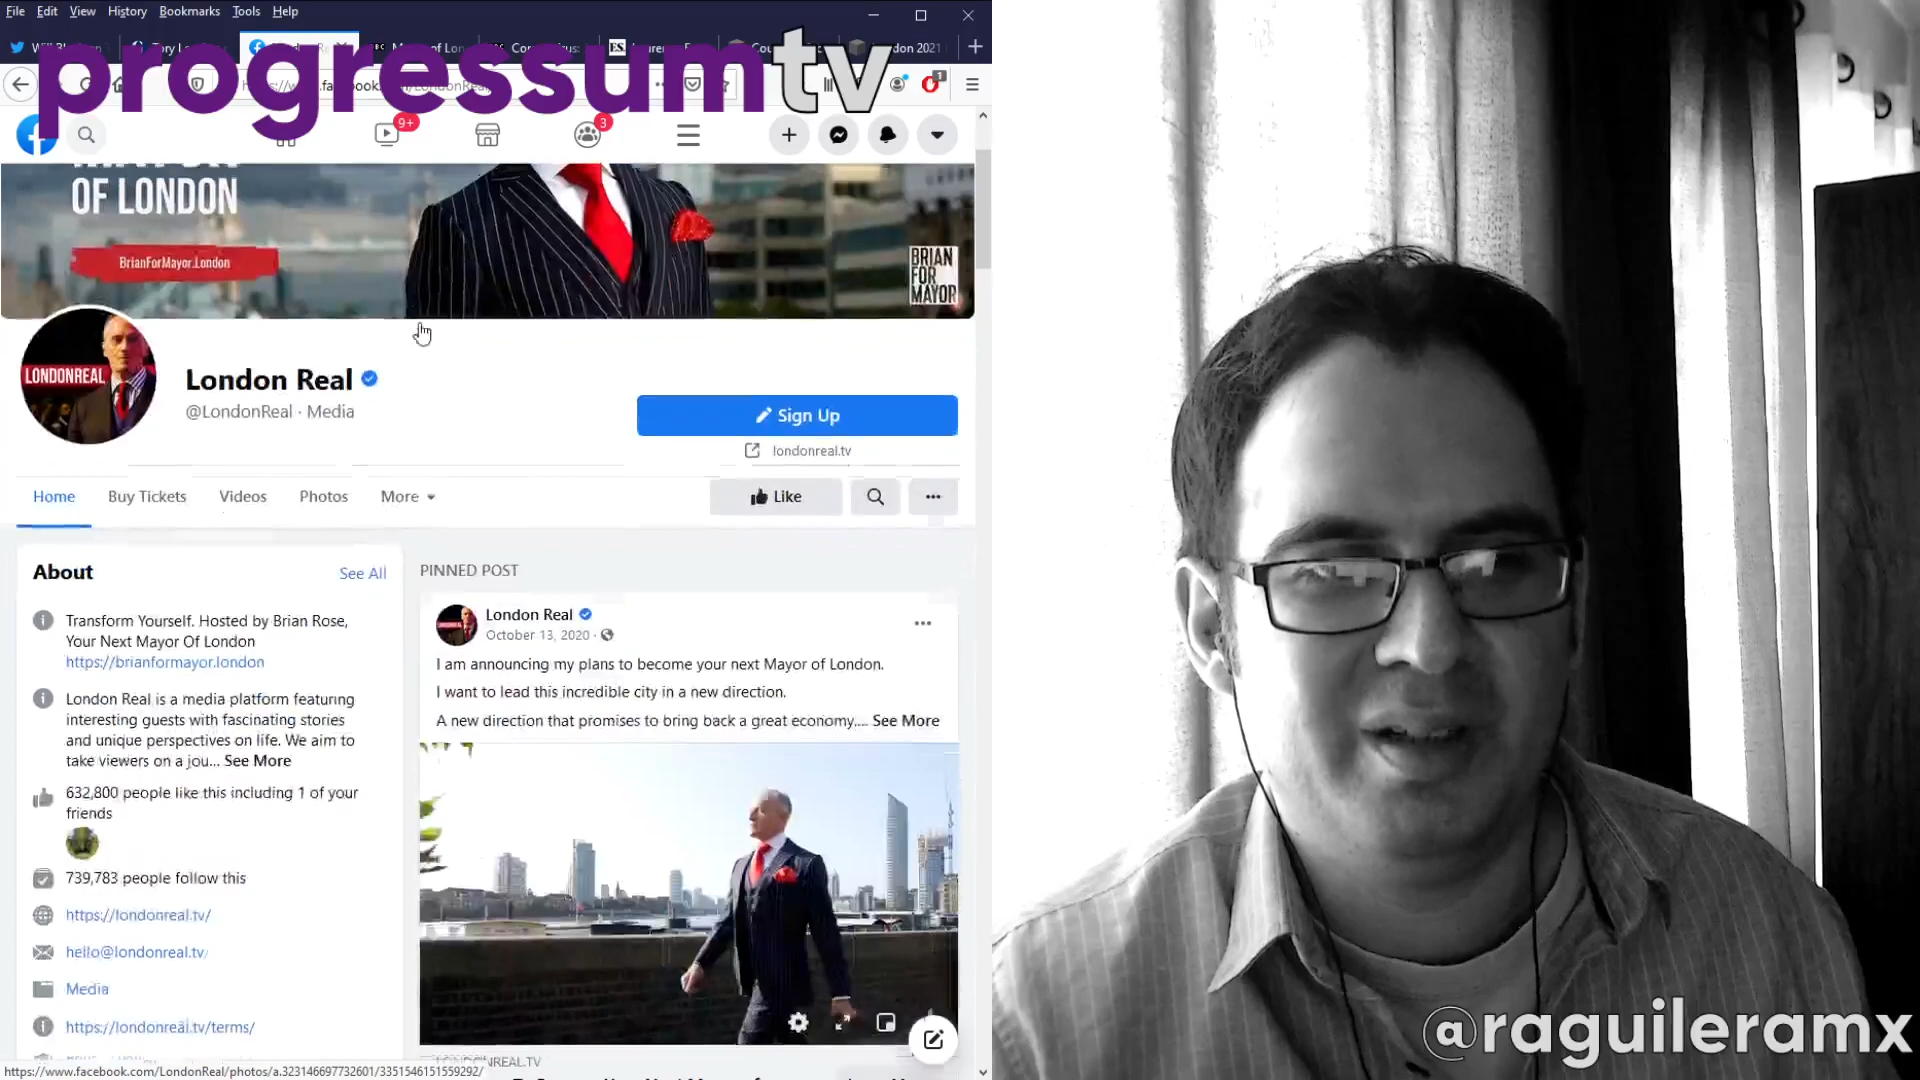 File Edit View History Bookmarks Tools Help
progressumtv
9+
3
1
OF LONDON
BrianForMayor.London
BRIAN
FOR
MAYOR
LONDONREAL
London Real
@LondonReal · Media
Sign Up
londonreal.tv
Home Buy Tickets Videos Photos More
Like
About
See All
Transform Yourself. Hosted by Brian Rose,
Your Next Mayor Of London
https://brianformayor.london
London Real is a media platform featuring
interesting guests with fascinating stories
and unique perspectives on life. We aim to
take viewers on a jou... See More
632,800 people like this including 1 of your
friends
739,783 people follow this
https://londonreal.tv/
hello@londonreal.tv
Media
https://londonreal.tv/terms/
PINNED POST
London Real
October 13, 2020 ·
I am announcing my plans to become your next Mayor of London.
I want to lead this incredible city in a new direction.
A new direction that promises to bring back a great economy.... See More
LONDONREAL.TV
https://www.facebook.com/LondonReal/photos/a.323146697732601/3351546151559292/
@raguileramx